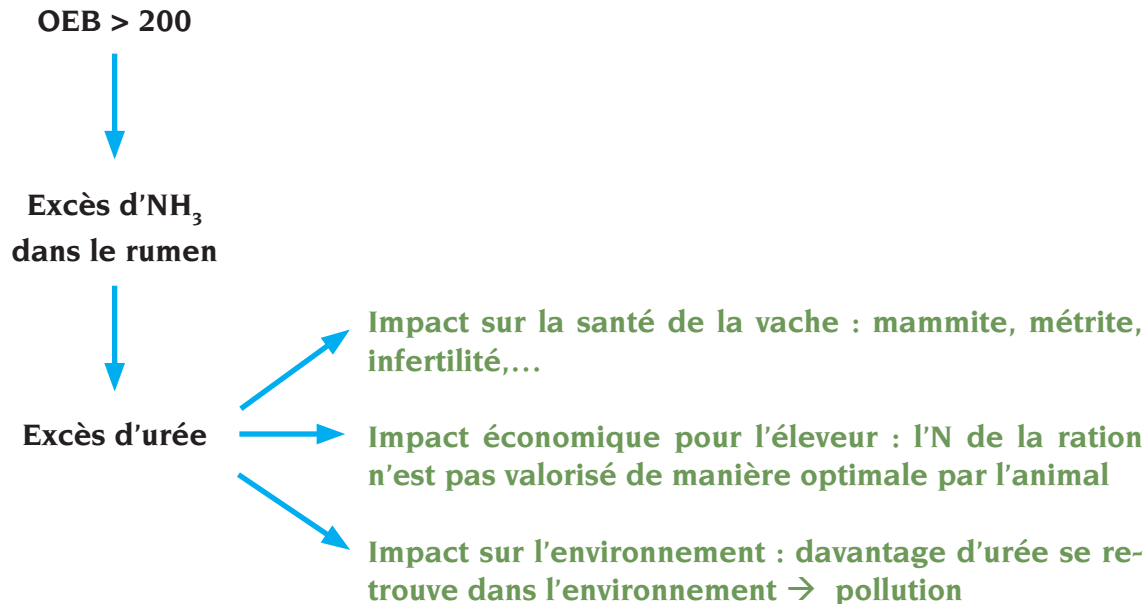 OEB > 200
Excès d'NH₃
dans le rumen
Impact sur la santé de la vache : mammite, métrite,
infertilité,...
Excès d'urée
Impact économique pour l'éleveur : l'N de la ration
n'est pas valorisé de manière optimale par l'animal
Impact sur l'environnement : davantage d'urée se re-
trouve dans l'environnement → pollution